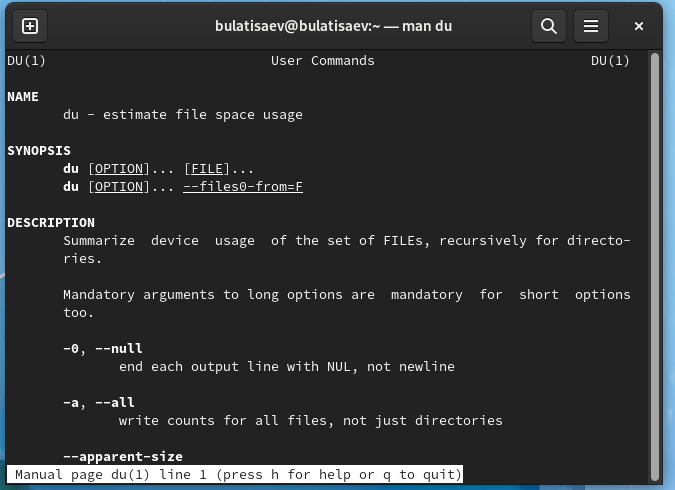 bulatisaev@bulatisaev:~ — man du
DU(1) User Commands DU(1)
NAME
du - estimate file space usage
SYNOPSIS
du [OPTION]... [FILE]...
du [OPTION]... --files0-from=F
DESCRIPTION
Summarize device usage of the set of FILEs, recursively for directo-
ries.
Mandatory arguments to long options are mandatory for short options
too.
-0, --null
end each output line with NUL, not newline
-a, --all
write counts for all files, not just directories
--apparent-size
Manual page du(1) line 1 (press h for help or q to quit)